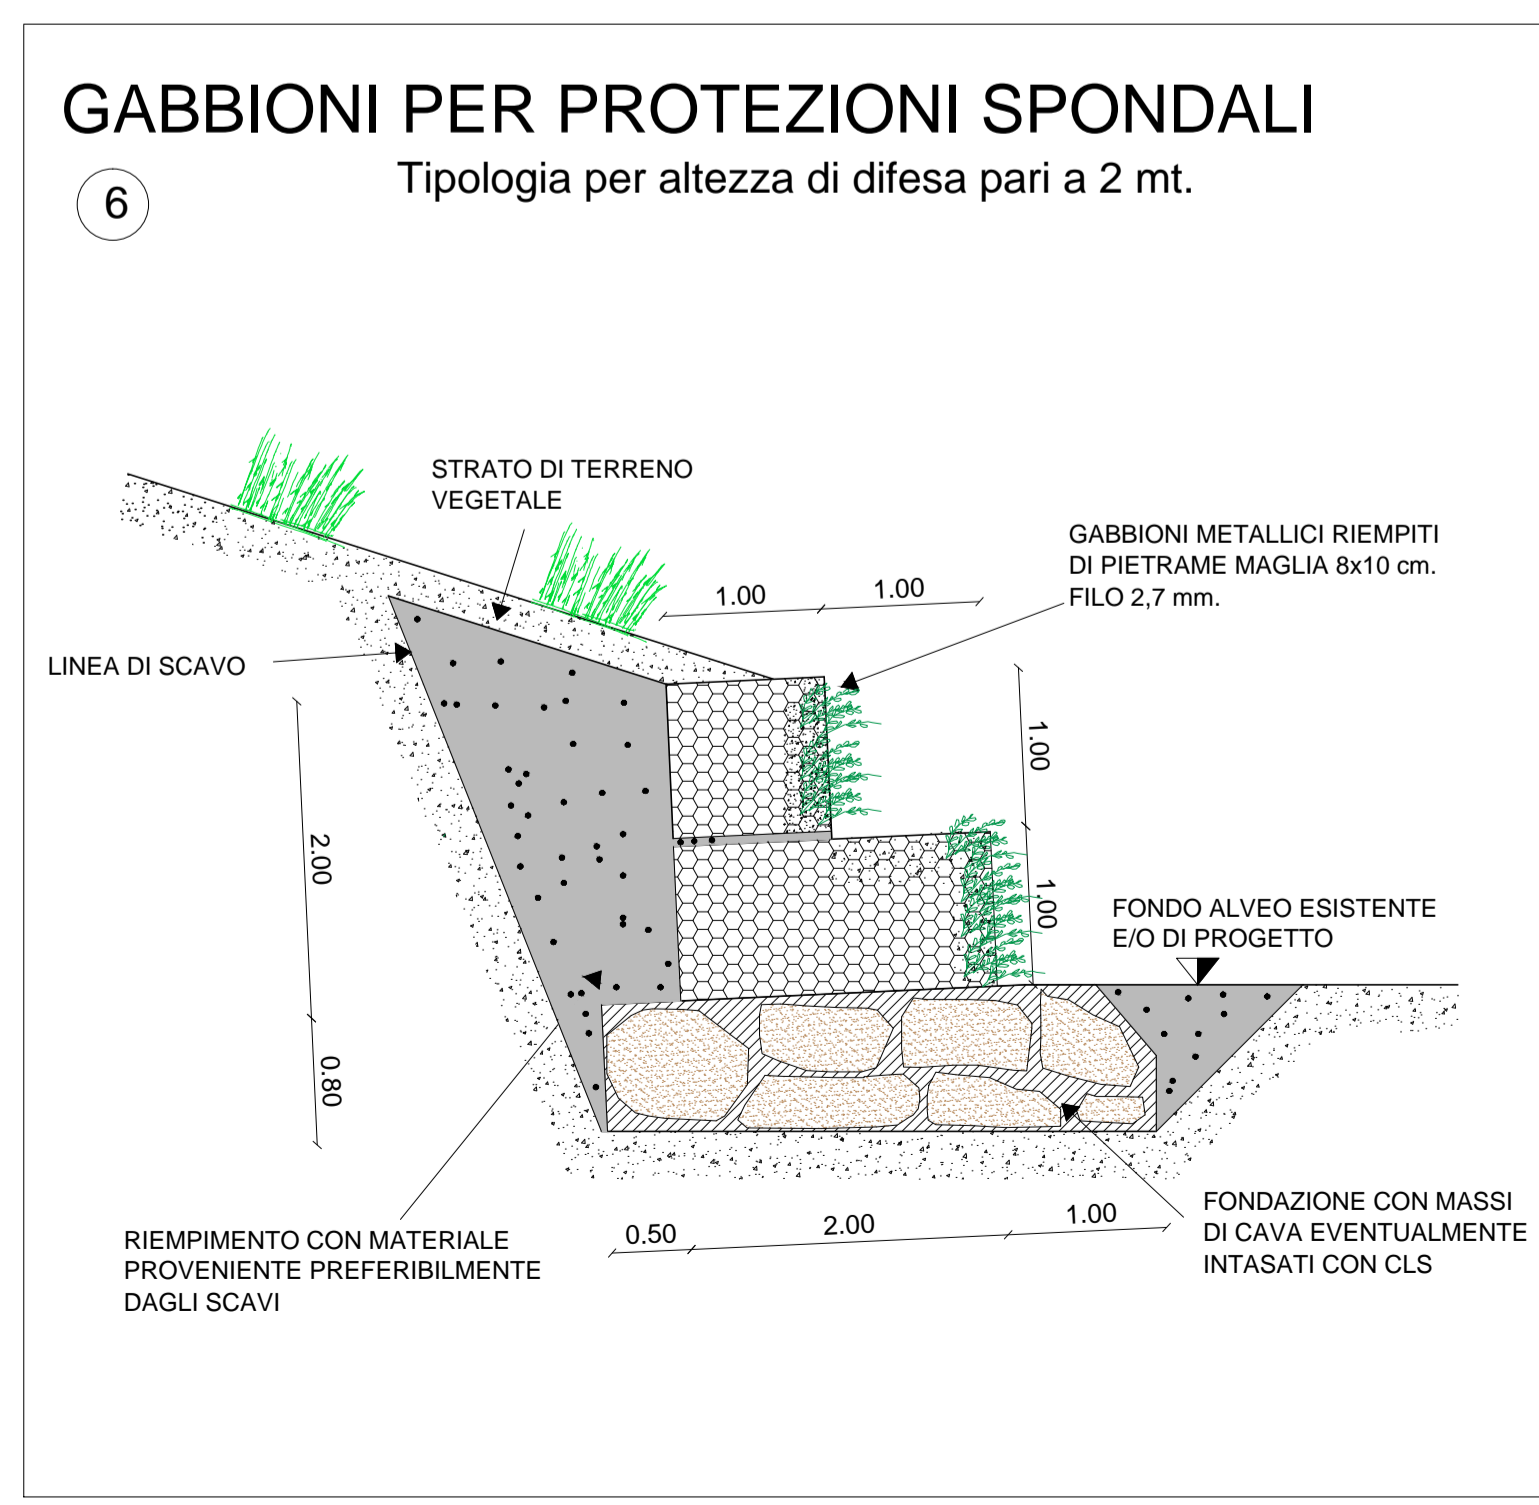 GABBIONI PER PROTEZIONI SPONDALI
Tipologia per altezza di difesa pari a 2 mt.
6
STRATO DI TERRENO
VEGETALE
GABBIONI METALLICI RIEMPITI
DI PIETRAME MAGLIA 8x10 cm.
FILO 2,7 mm.
1.00
1.00
LINEA DI SCAVO
1.00
2.00
1.00
FONDO ALVEO ESISTENTE
E/O DI PROGETTO
0.80
FONDAZIONE CON MASSI
DI CAVA EVENTUALMENTE
INTASATI CON CLS
0.50
2.00
1.00
RIEMPIMENTO CON MATERIALE
PROVENIENTE PREFERIBILMENTE
DAGLI SCAVI